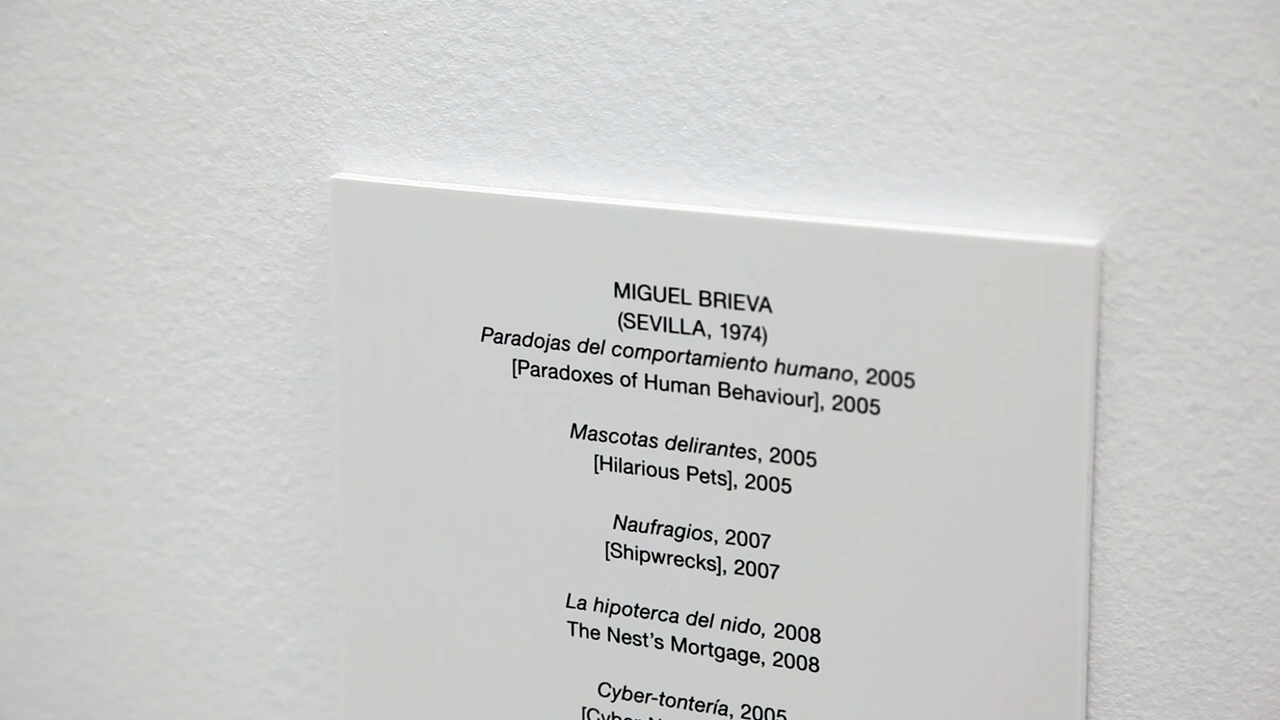 MIGUEL BRIEVA
(SEVILLA, 1974)
Paradojas del comportamiento humano, 2005
[Paradoxes of Human Behaviour], 2005
Mascotas delirantes, 2005
[Hilarious Pets], 2005
Naufragios, 2007
[Shipwrecks], 2007
La hipoterca del nido, 2008
The Nest's Mortgage, 2008
Cyber-tontería, 2005